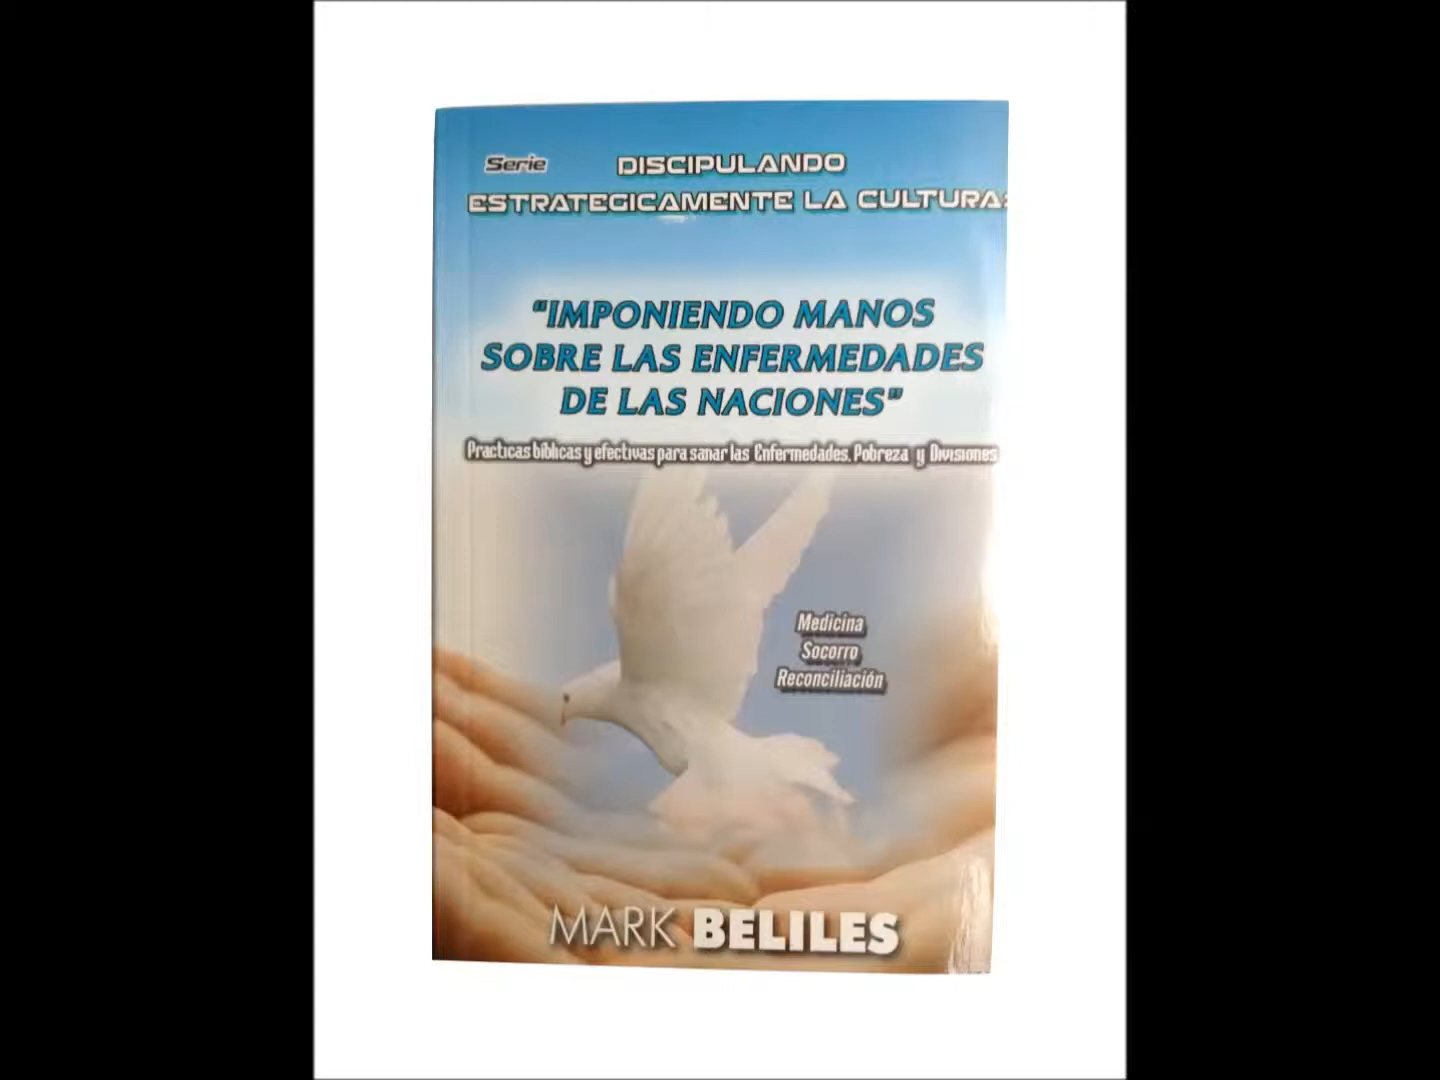 Serie DISCIPULANDO
ESTRATEGICAMENTE LA CULTURA:
"IMPONIENDO MANOS
SOBRE LAS ENFERMEDADES
DE LAS NACIONES"
Practicas bíblicas y efectivas para sanar las Enfermedades, Pobreza y Divisiones
Medicina
Socorro
Reconciliación
MARK BELILES